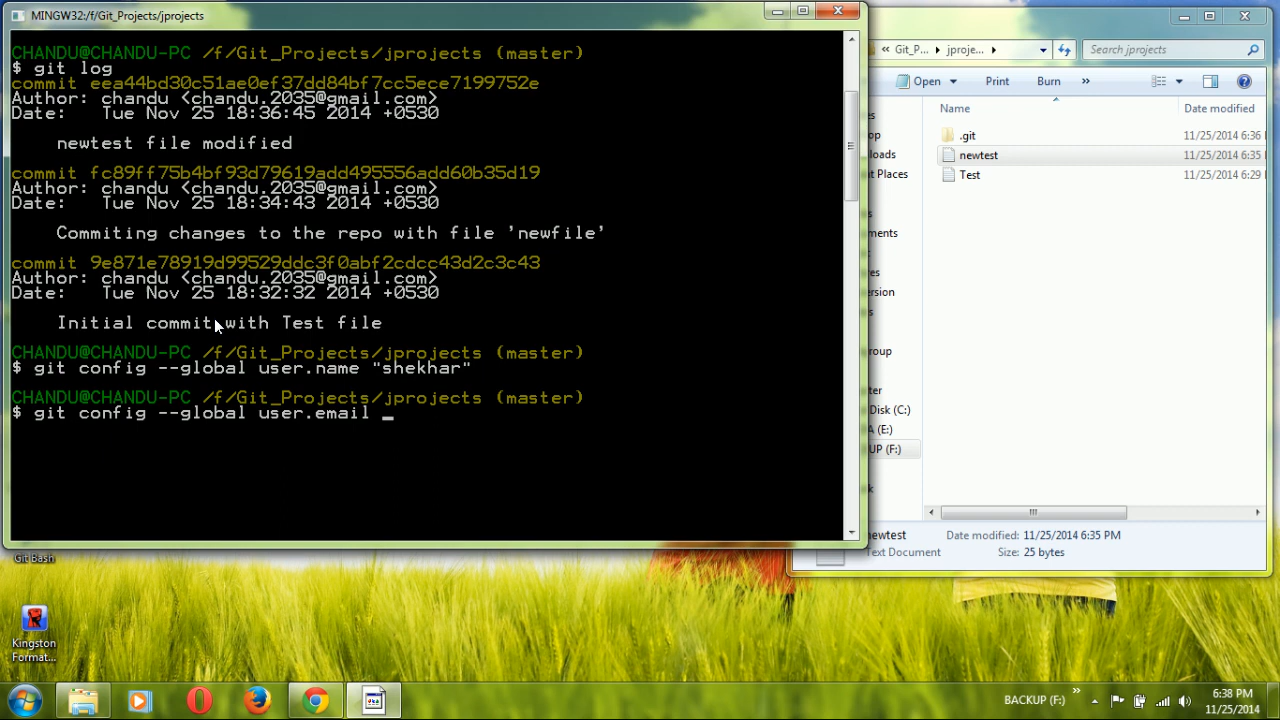 MINGW32:/f/Git_Projects/jprojects
CHANDU@CHANDU-PC /f/Git_Projects/jprojects (master)
$ git log
commit eea44bd30c51ae0ef37dd84bf7cc5ece7199752e
Author: chandu <chandu.2035@gmail.com>
Date:   Tue Nov 25 18:36:45 2014 +0530
newtest file modified
commit fc89ff75b4bf93d79619add495556add60b35d19
Author: chandu <chandu.2035@gmail.com>
Date:   Tue Nov 25 18:34:43 2014 +0530
Commiting changes to the repo with file 'newfile'
commit 9e871e78919d99529ddc3f0abf2cdcc43d2c3c43
Author: chandu <chandu.2035@gmail.com>
Date:   Tue Nov 25 18:32:32 2014 +0530
Initial commit with Test file
CHANDU@CHANDU-PC /f/Git_Projects/jprojects (master)
$ git config --global user.name "shekhar"
CHANDU@CHANDU-PC /f/Git_Projects/jprojects (master)
$ git config --global user.email _
« Git_P... ▸ jproje... ▸
Search jprojects
Open Print Burn »
Name Date modified
.git 11/25/2014 6:36
newtest 11/25/2014 6:35
Test 11/25/2014 6:29
es
op
loads
nt Places
s
uments
es
ersion
s
roup
ter
Disk (C:)
A (E:)
UP (F:)
k
ewtest Date modified: 11/25/2014 6:35 PM
Text Document Size: 25 bytes
Git Bash
Kingston
Format...
BACKUP (F:) »
6:38 PM
11/25/2014